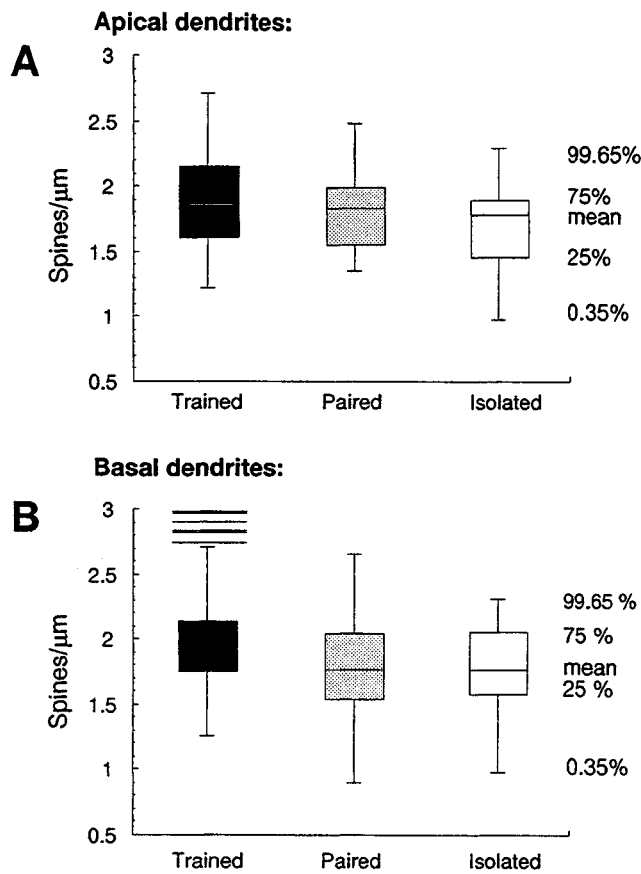 Apical dendrites:
A
3
2.5
2
1.5
1
0.5
Spines/μm
99.65%
75%
mean
25%
0.35%
Trained Paired Isolated
Basal dendrites:
B
3
2.5
2
1.5
1
0.5
Spines/μm
99.65 %
75 %
mean
25 %
0.35%
Trained Paired Isolated